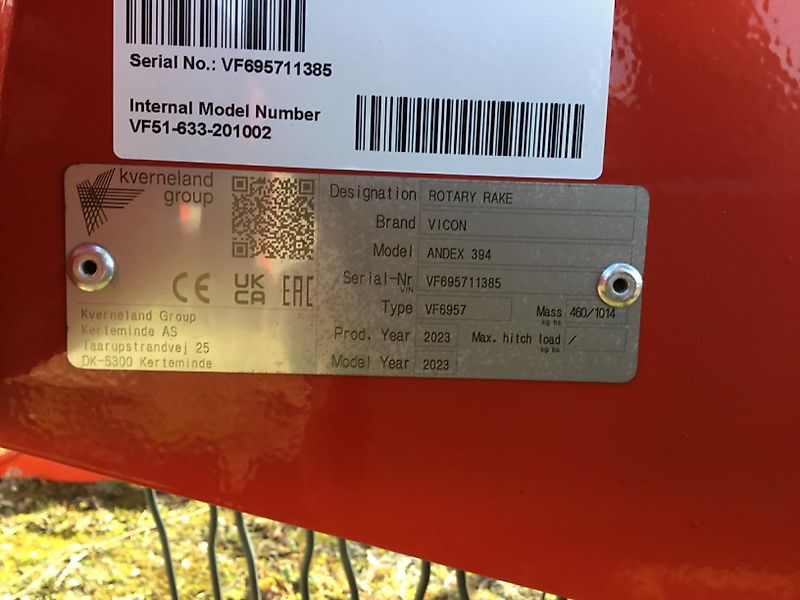 Serial No.: VF695711385
Internal Model Number
VF51-633-201002
kverneland
group
CE
UK
CA
EAC
Kverneland Group
Kerteminde AS
Taarupstrandvej 25
DK-5300 Kerteminde
Designation ROTARY RAKE
Brand VICON
Model ANDEX 394
Serial-Nr VF695711385
VIN
Type VF6957 Mass 460/1014
kg lbs
Prod. Year 2023 Max. hitch load /
kg lbs
Model Year 2023